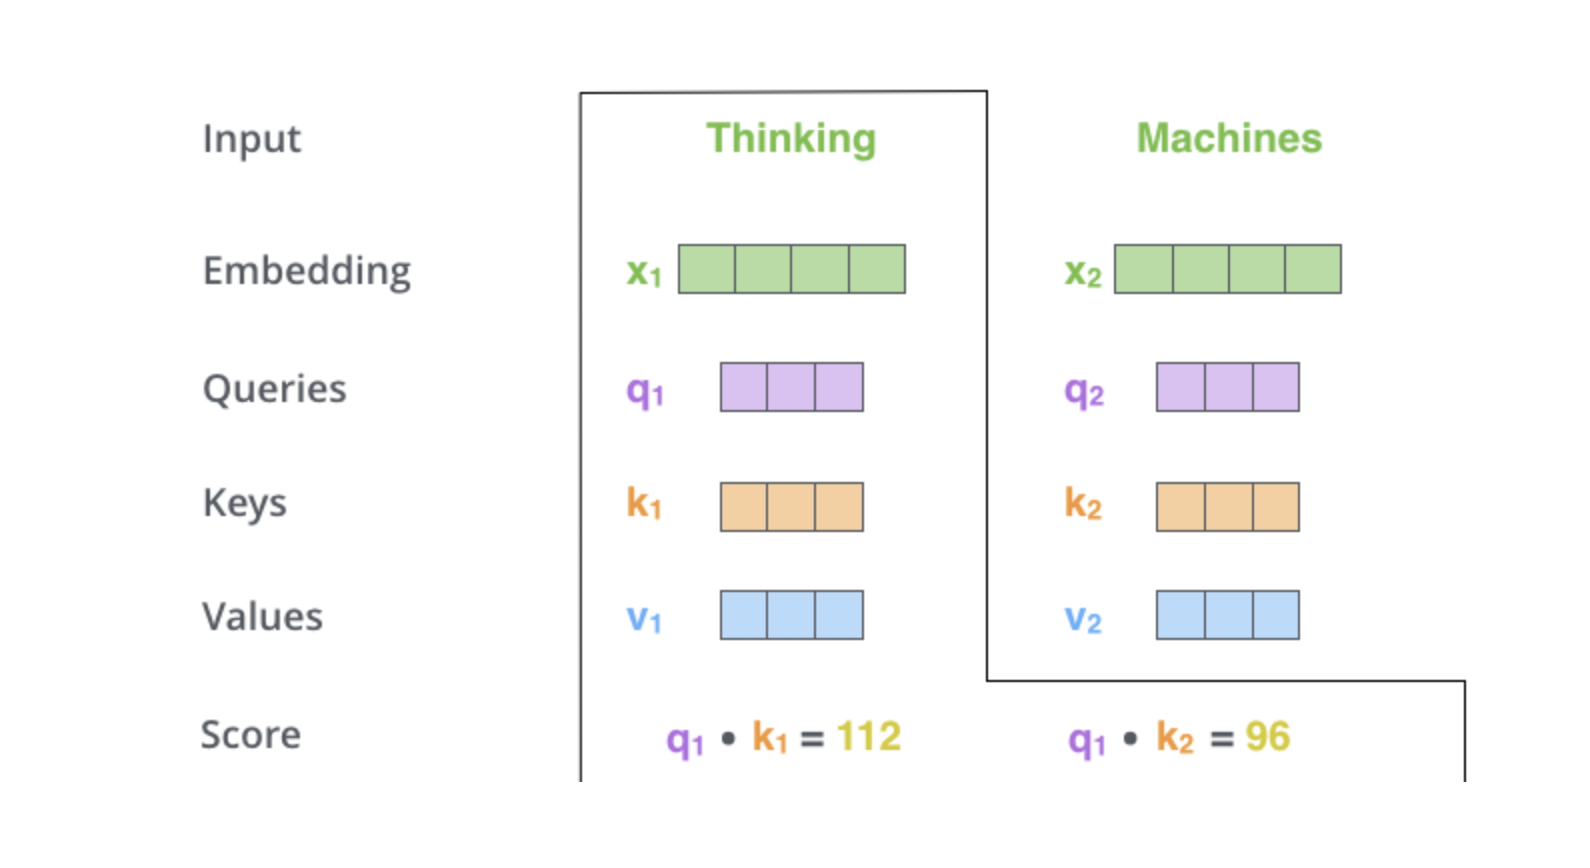 Input Thinking Machines
Embedding x1 x2
Queries q1 q2
Keys k1 k2
Values v1 v2
Score q1 • k1 = 112 q1 • k2 = 96